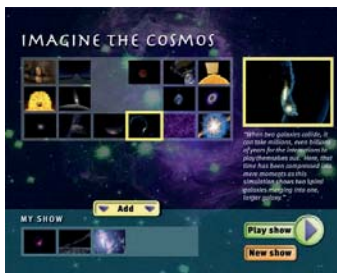 IMAGINE THE COSMOS
"When two galaxies collide, it
can take millions, even billions
of years for the interactions to
play themselves out. Here, that
time has been compressed into
mere moments as this
simulation shows two spiral
galaxies merging into one,
larger galaxy."
Add
MY SHOW
Play show
New show